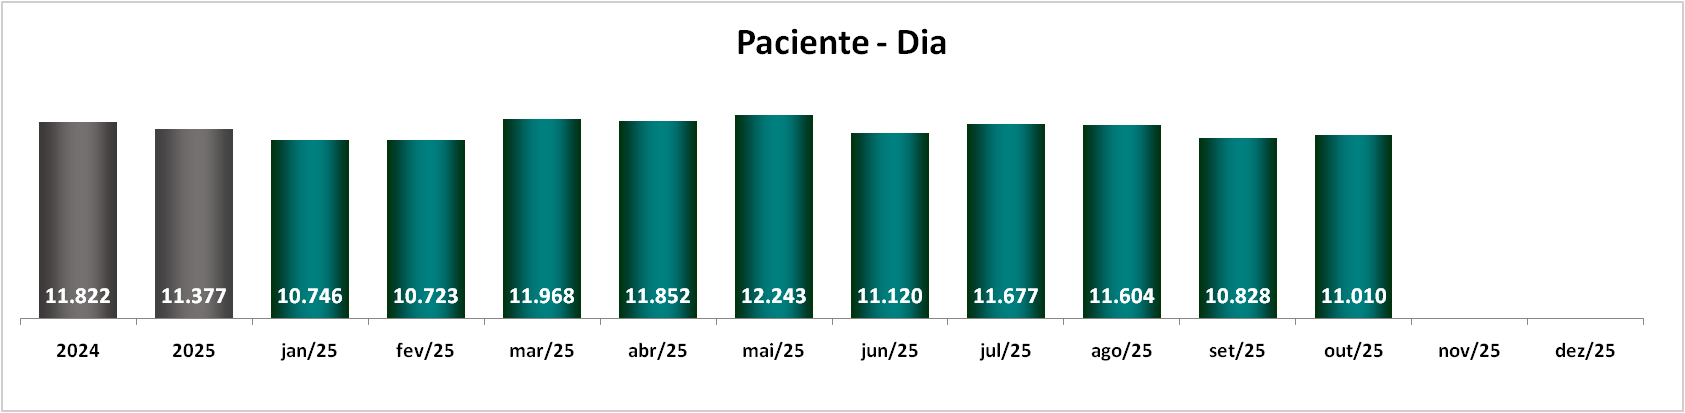 Paciente - Dia
11.822 11.377 10.746 10.723 11.968 11.852 12.243 11.120 11.677 11.604 10.828 11.010
2024 2025 jan/25 fev/25 mar/25 abr/25 mai/25 jun/25 jul/25 ago/25 set/25 out/25 nov/25 dez/25